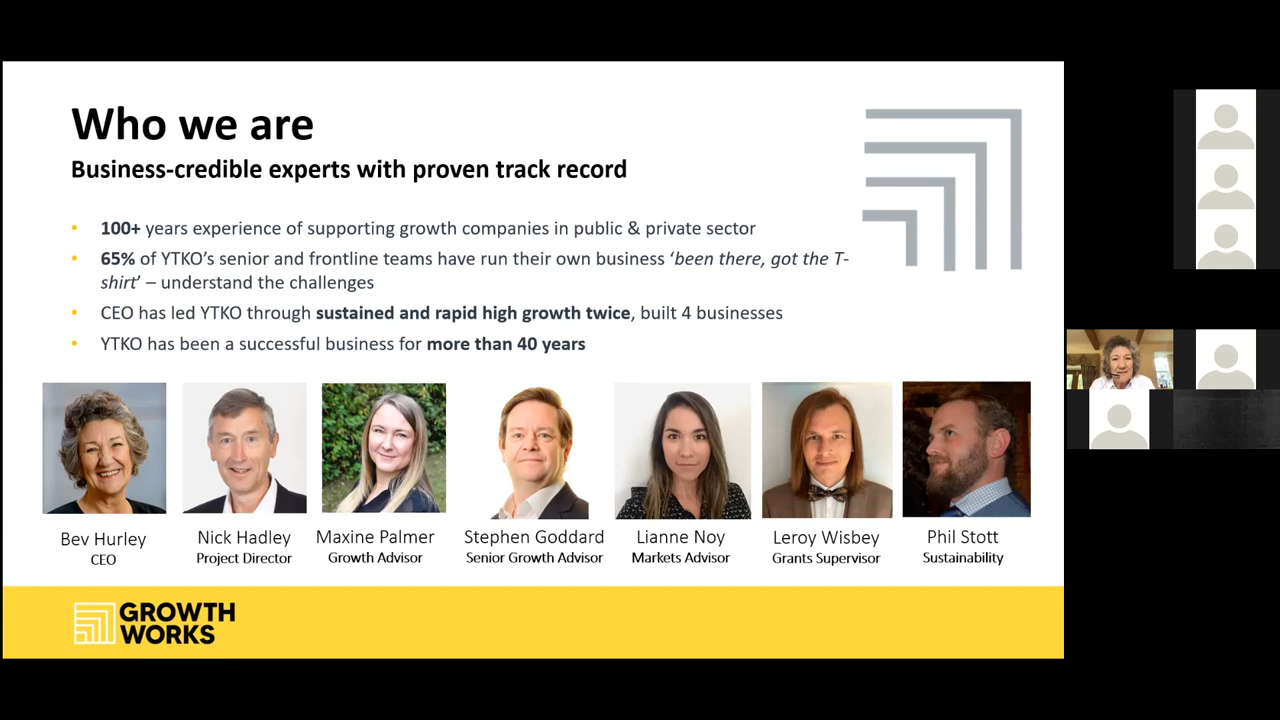 Who we are
Business-credible experts with proven track record
• 100+ years experience of supporting growth companies in public & private sector
• 65% of YTKO’s senior and frontline teams have run their own business ‘been there, got the T-
shirt’ – understand the challenges
• CEO has led YTKO through sustained and rapid high growth twice, built 4 businesses
• YTKO has been a successful business for more than 40 years
Bev Hurley
CEO
Nick Hadley
Project Director
Maxine Palmer
Growth Advisor
Stephen Goddard
Senior Growth Advisor
Lianne Noy
Markets Advisor
Leroy Wisbey
Grants Supervisor
Phil Stott
Sustainability
GROWTH
WORKS